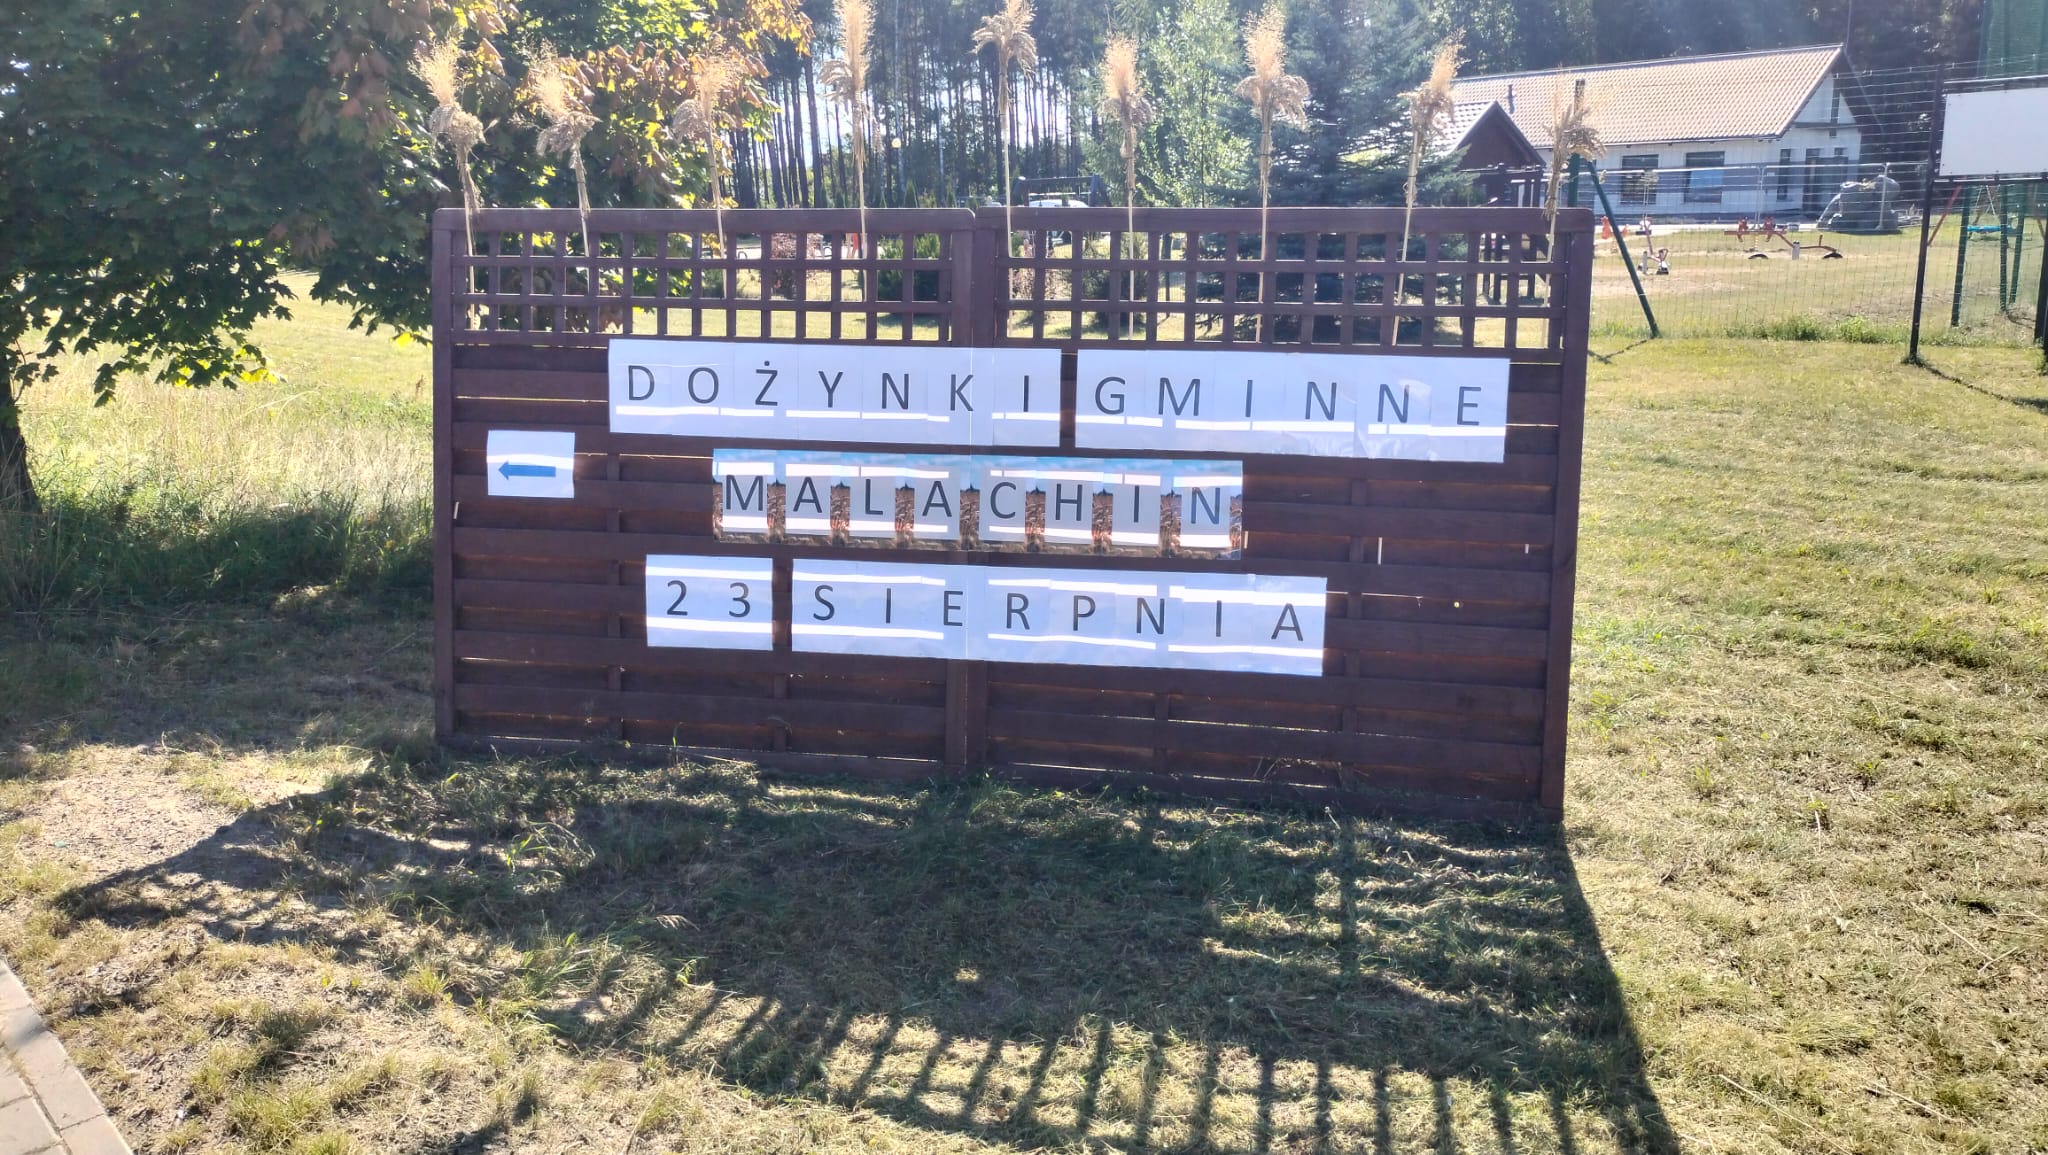 DOŻYNKI GMINNE
MALACHIN
23 SIERPNIA